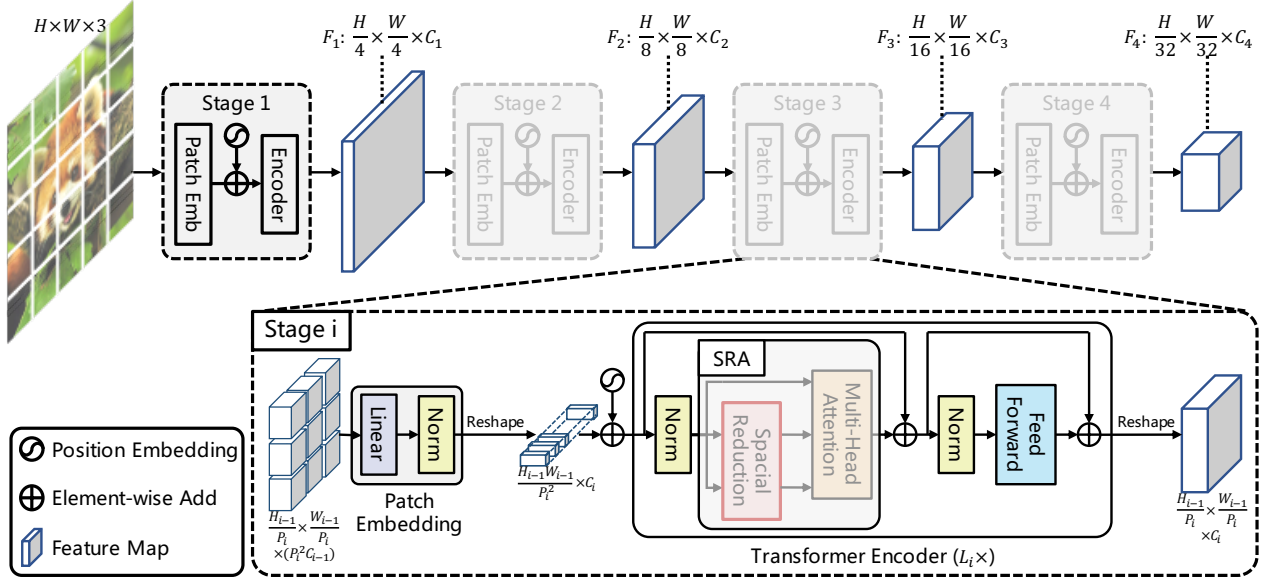 H×W×3
F₁: H/4 × W/4 × C₁
F₂: H/8 × W/8 × C₂
F₃: H/16 × W/16 × C₃
F₄: H/32 × W/32 × C₄
Stage 1
Patch Emb
Encoder
Stage 2
Patch Emb
Encoder
Stage 3
Patch Emb
Encoder
Stage 4
Patch Emb
Encoder
Stage i
Hᵢ₋₁/Pᵢ × Wᵢ₋₁/Pᵢ
×(Pᵢ²Cᵢ₋₁)
Linear
Norm
Patch
Embedding
Reshape
Hᵢ₋₁Wᵢ₋₁/Pᵢ² × Cᵢ
Norm
SRA
Spacial
Reduction
Multi-Head
Attention
Norm
Feed
Forward
Transformer Encoder (Lᵢ×)
Reshape
Hᵢ₋₁/Pᵢ × Wᵢ₋₁/Pᵢ
×Cᵢ
Position Embedding
Element-wise Add
Feature Map